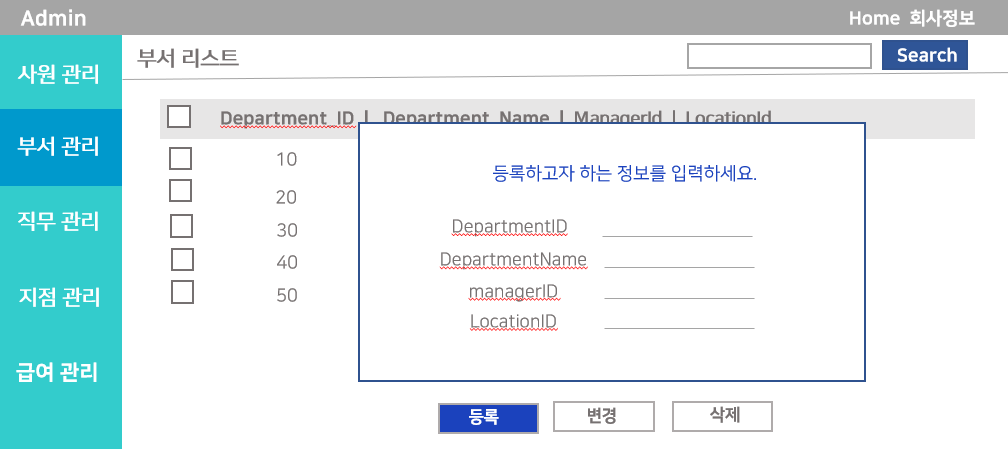 Admin
Home 회사정보
사원 관리
부서 관리
직무 관리
지점 관리
급여 관리
부서 리스트
Search
Department_ID | Department_Name | ManagerId | LocationId
10
20
30
40
50
등록하고자 하는 정보를 입력하세요.
DepartmentID
DepartmentName
managerID
LocationID
등록 변경 삭제